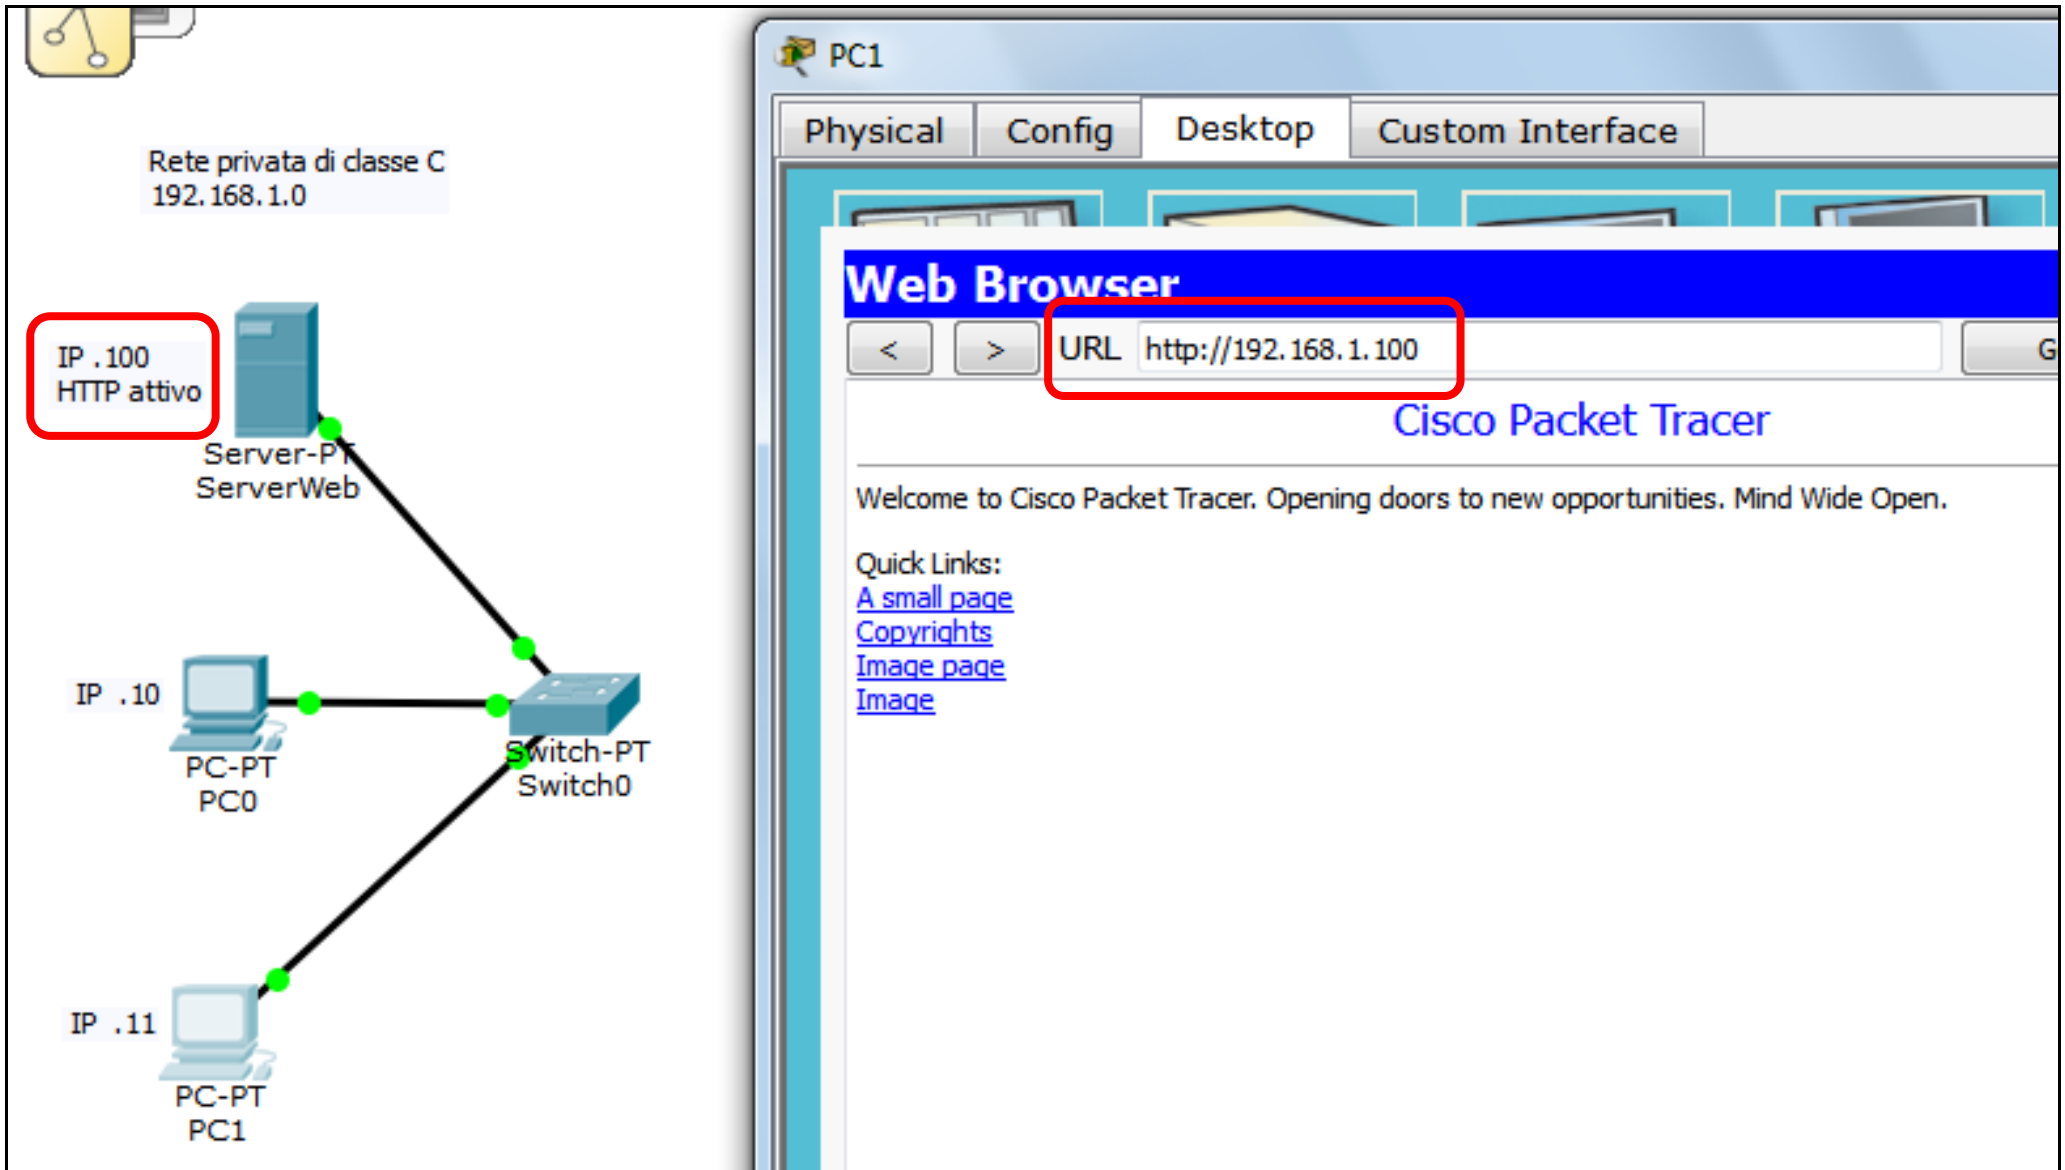 Rete privata di classe C
192.168.1.0
IP .100
HTTP attivo
Server-PT
ServerWeb
IP .10
PC-PT
PC0
Switch-PT
Switch0
IP .11
PC-PT
PC1
PC1
Physical Config Desktop Custom Interface
Web Browser
< > URL http://192.168.1.100 G
Cisco Packet Tracer
Welcome to Cisco Packet Tracer. Opening doors to new opportunities. Mind Wide Open.
Quick Links:
A small page
Copyrights
Image page
Image